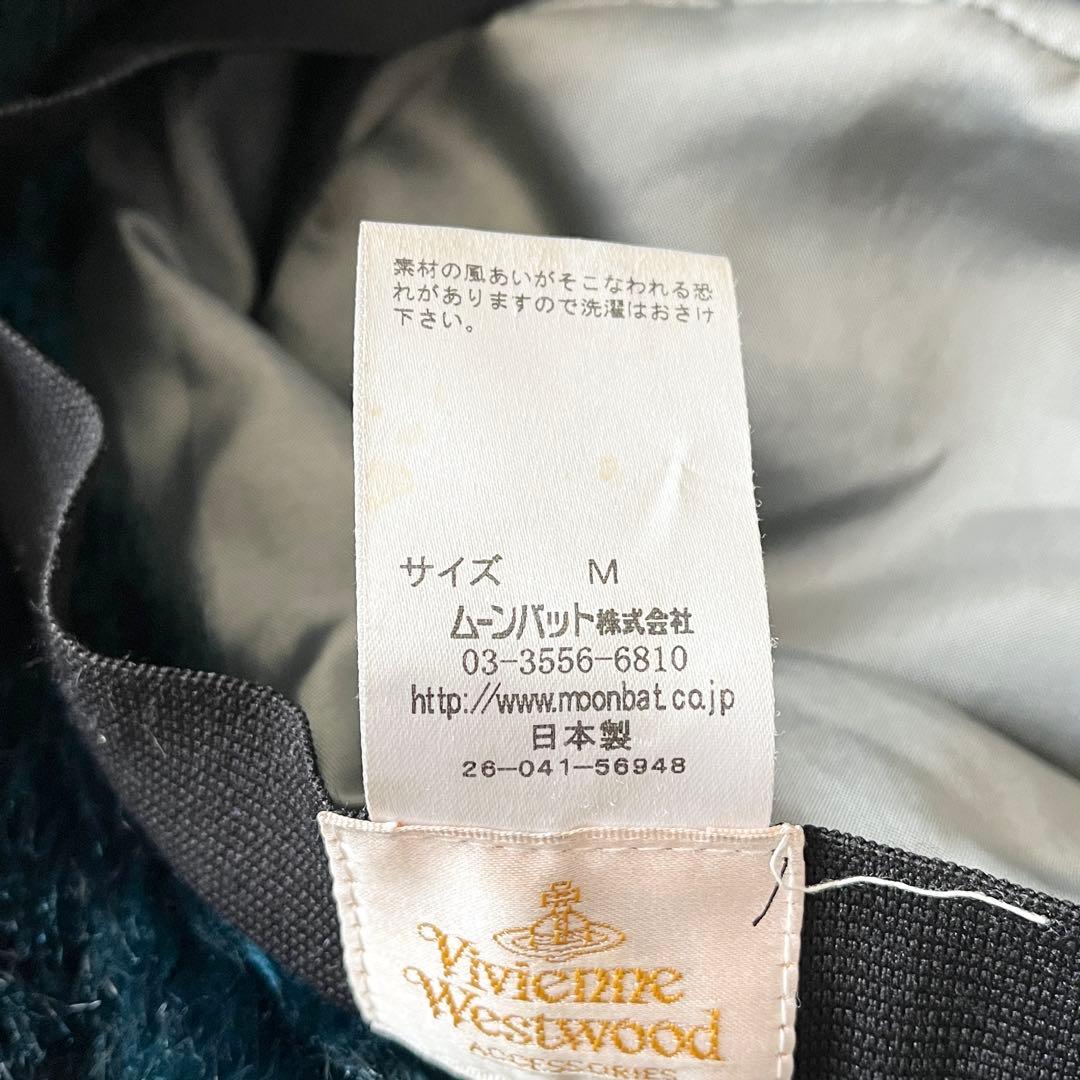 素材の風あいがそこなわれる恐
れがありますので洗濯はおさけ
下さい。
サイズ M
ムーンバット株式会社
03-3556-6810
http://www.moonbat.co.jp
日本製
26-041-56948
Vivienne
Westwood
ACCESSORIES